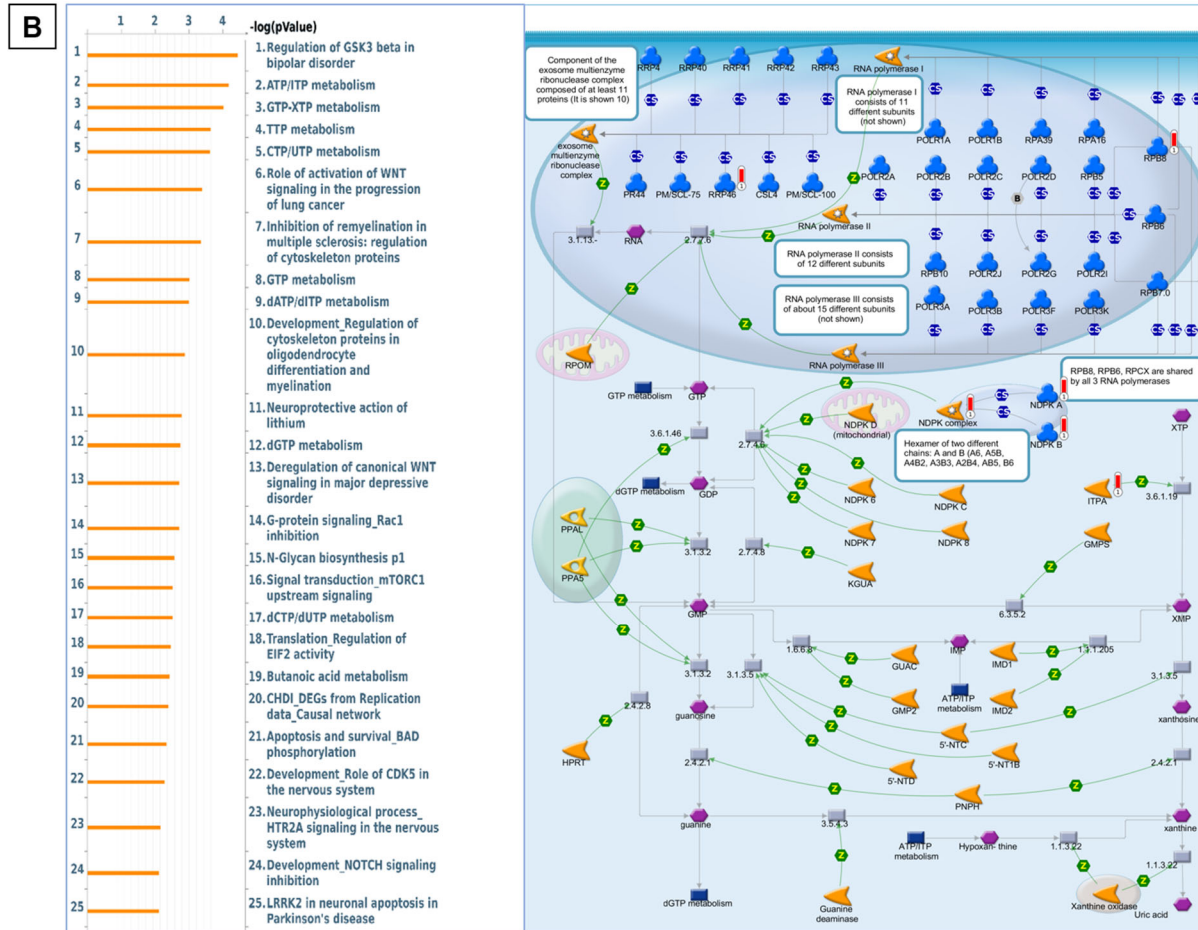 B
1 2 3 4 -log(pValue)
1 1. Regulation of GSK3 beta in
bipolar disorder
2 2. ATP/ITP metabolism
3 3. GTP-XTP metabolism
4 4. TTP metabolism
5 5. CTP/UTP metabolism
6 6. Role of activation of WNT
signaling in the progression
of lung cancer
7 7. Inhibition of remyelination in
multiple sclerosis: regulation
of cytoskeleton proteins
8 8. GTP metabolism
9 9. dATP/dITP metabolism
10 10. Development_Regulation of
cytoskeleton proteins in
oligodendrocyte
differentiation and
myelination
11 11. Neuroprotective action of
lithium
12 12. dGTP metabolism
13 13. Deregulation of canonical WNT
signaling in major depressive
disorder
14 14. G-protein signaling_Rac1
inhibition
15 15. N-Glycan biosynthesis p1
16 16. Signal transduction_mTORC1
upstream signaling
17 17. dCTP/dUTP metabolism
18 18. Translation_Regulation of
EIF2 activity
19 19. Butanoic acid metabolism
20 20. CHDI_DEGs from Replication
data_Causal network
21 21. Apoptosis and survival_BAD
phosphorylation
22 22. Development_Role of CDK5 in
the nervous system
23 23. Neurophysiological process_
HTR2A signaling in the nervous
system
24 24. Development_NOTCH signaling
inhibition
25 25. LRRK2 in neuronal apoptosis in
Parkinson's disease
Component of the
exosome multienzyme
ribonuclease complex
composed of at least 11
proteins (It is shown 10)
RRP4 RRP40 RRP41 RRP42 RRP43
RNA polymerase I
RNA polymerase I
consists of 11
different subunits
(not shown)
POLR1A POLR1B RPA39 RPA16
RPB8
exosome
multienzyme
ribonuclease
complex
PR44 PM/SCL-75 RRP46 CSL4 PM/SCL-100
POLR2A POLR2B POLR2C POLR2D RPB5
B
RNA polymerase II
RPB6
3.1.13.- RNA 2.7.7.6
RNA polymerase II consists
of 12 different subunits
RPB10 POLR2J POLR2G POLR2I
RPB7.0
RNA polymerase III consists
of about 15 different subunits
(not shown)
POLR3A POLR3B POLR3F POLR3K
RPOM
RNA polymerase III
RPB8, RPB6, RPCX are shared
by all 3 RNA polymerases
GTP metabolism GTP
NDPK D
(mitochondrial)
NDPK complex
NDPK A
NDPK B
XTP
3.6.1.46 2.7.4.6
Hexamer of two different
chains: A and B (A6, A5B,
A4B2, A3B3, A2B4, AB5, B6
dGTP metabolism GDP
NDPK 6 NDPK C
ITPA 3.6.1.19
PPAL
NDPK 7 NDPK 8
GMPS
3.1.3.2 2.7.4.8
PPA5
KGUA
GMP 6.3.5.2 XMP
1.6.6.8 IMP 1.1.1.205
GUAC IMD1
3.1.3.2 3.1.3.5 3.1.3.5
GMP2 ATP/ITP
metabolism
IMD2
2.4.2.8 guanosine xanthosine
HPRT
5'-NTC
5'-NT1B
5'-NTD
2.4.2.1 2.4.2.1
PNPH
guanine 3.5.4.3 xanthine
ATP/ITP
metabolism
Hypoxan- thine 1.1.3.22
1.1.3.22
dGTP metabolism
Guanine
deaminase
Xanthine oxidase
Uric acid